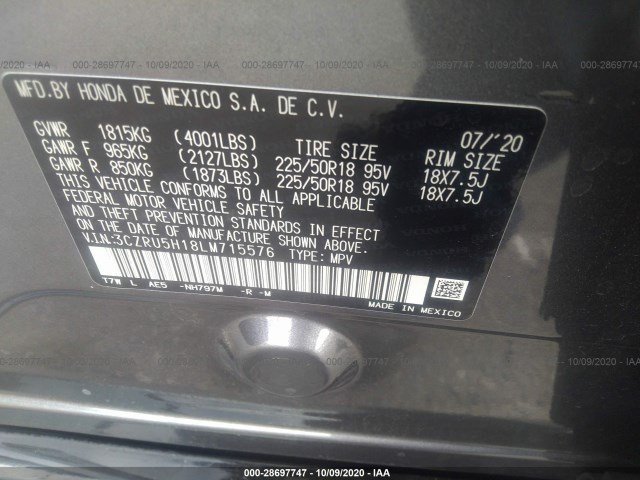 000-28697747 - 10/09/2020 - IAA
MFD.BY HONDA DE MEXICO S.A. DE C.V.
07/'20
GVWR 1815KG (4001LBS) TIRE SIZE RIM SIZE
GAWR F 965KG (2127LBS) 225/50R18 95V 18X7.5J
GAWR R 850KG (1873LBS) 225/50R18 95V 18X7.5J
THIS VEHICLE CONFORMS TO ALL APPLICABLE
FEDERAL MOTOR VEHICLE SAFETY
AND THEFT PREVENTION STANDARDS IN EFFECT ON
THE DATE OF MANUFACTURE SHOWN ABOVE.
V.I.N:3CZRU5H18LM715576 TYPE: MPV
T7W L AE5 -NH797M -R -M
MADE IN MEXICO
000-28697747 - 10/09/2020 - IAA